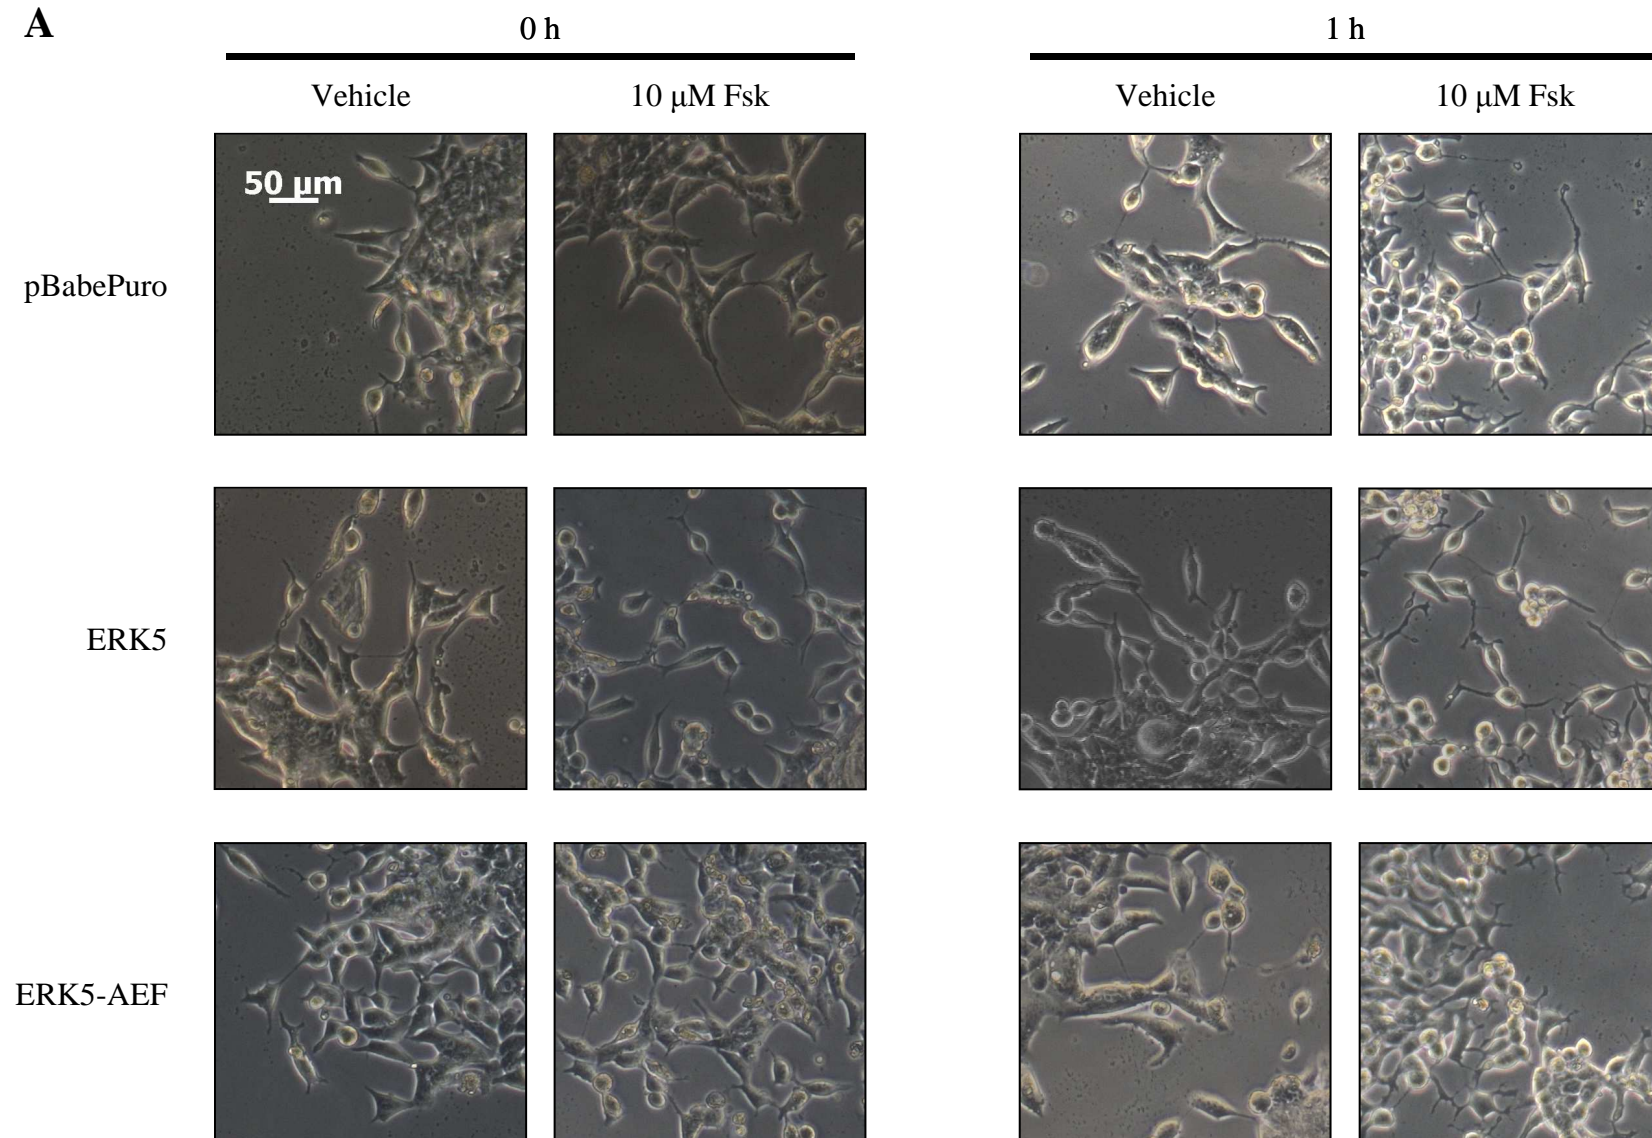 A
0 h
1 h
Vehicle
10 μM Fsk
Vehicle
10 μM Fsk
50 μm
pBabePuro
ERK5
ERK5-AEF